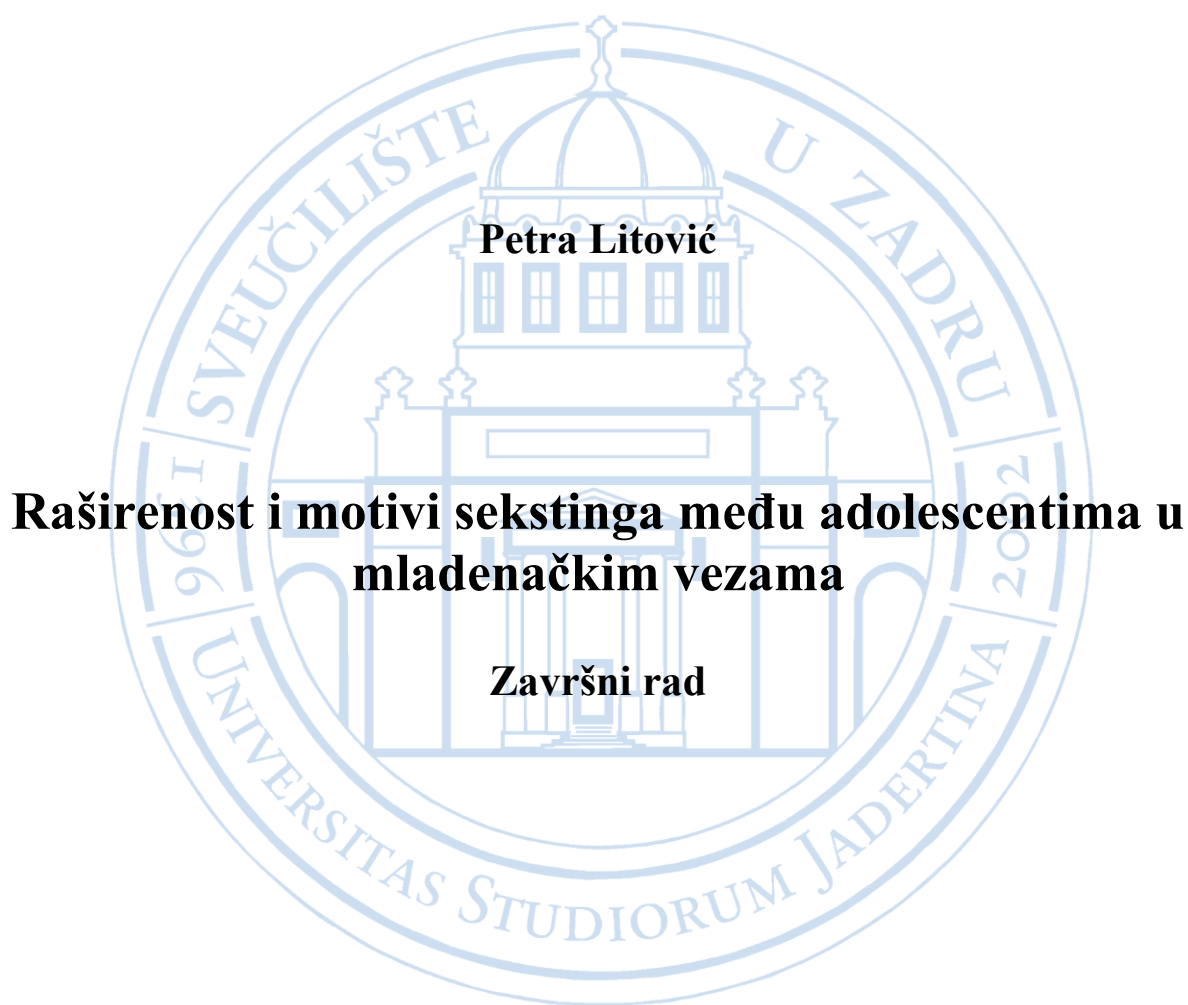 Petra Litović
Raširenost i motivi sekstinga među adolescentima u
mladenačkim vezama
Završni rad
SVEUČILIŠTE U ZADRU
1396
2002
UNIVERSITAS STUDIORUM JADERTINA